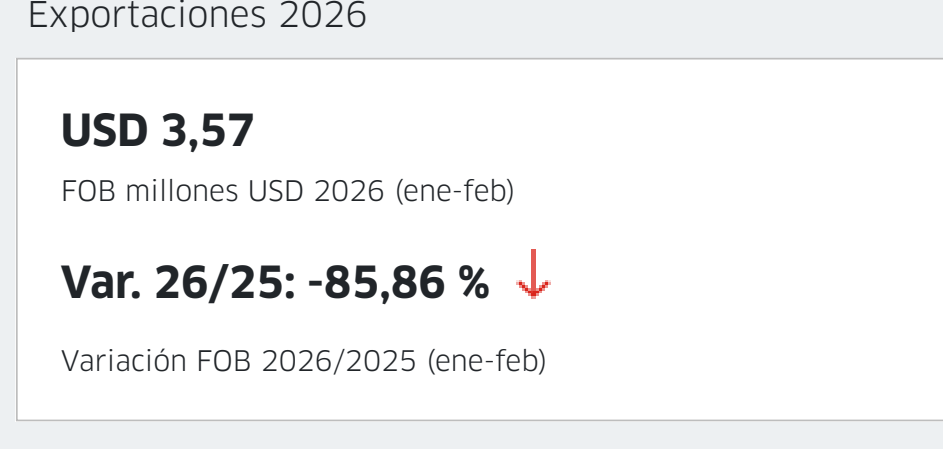 Exportaciones 2026
USD 3,57
FOB millones USD 2026 (ene-feb)
Var. 26/25: -85,86 %
Variación FOB 2026/2025 (ene-feb)